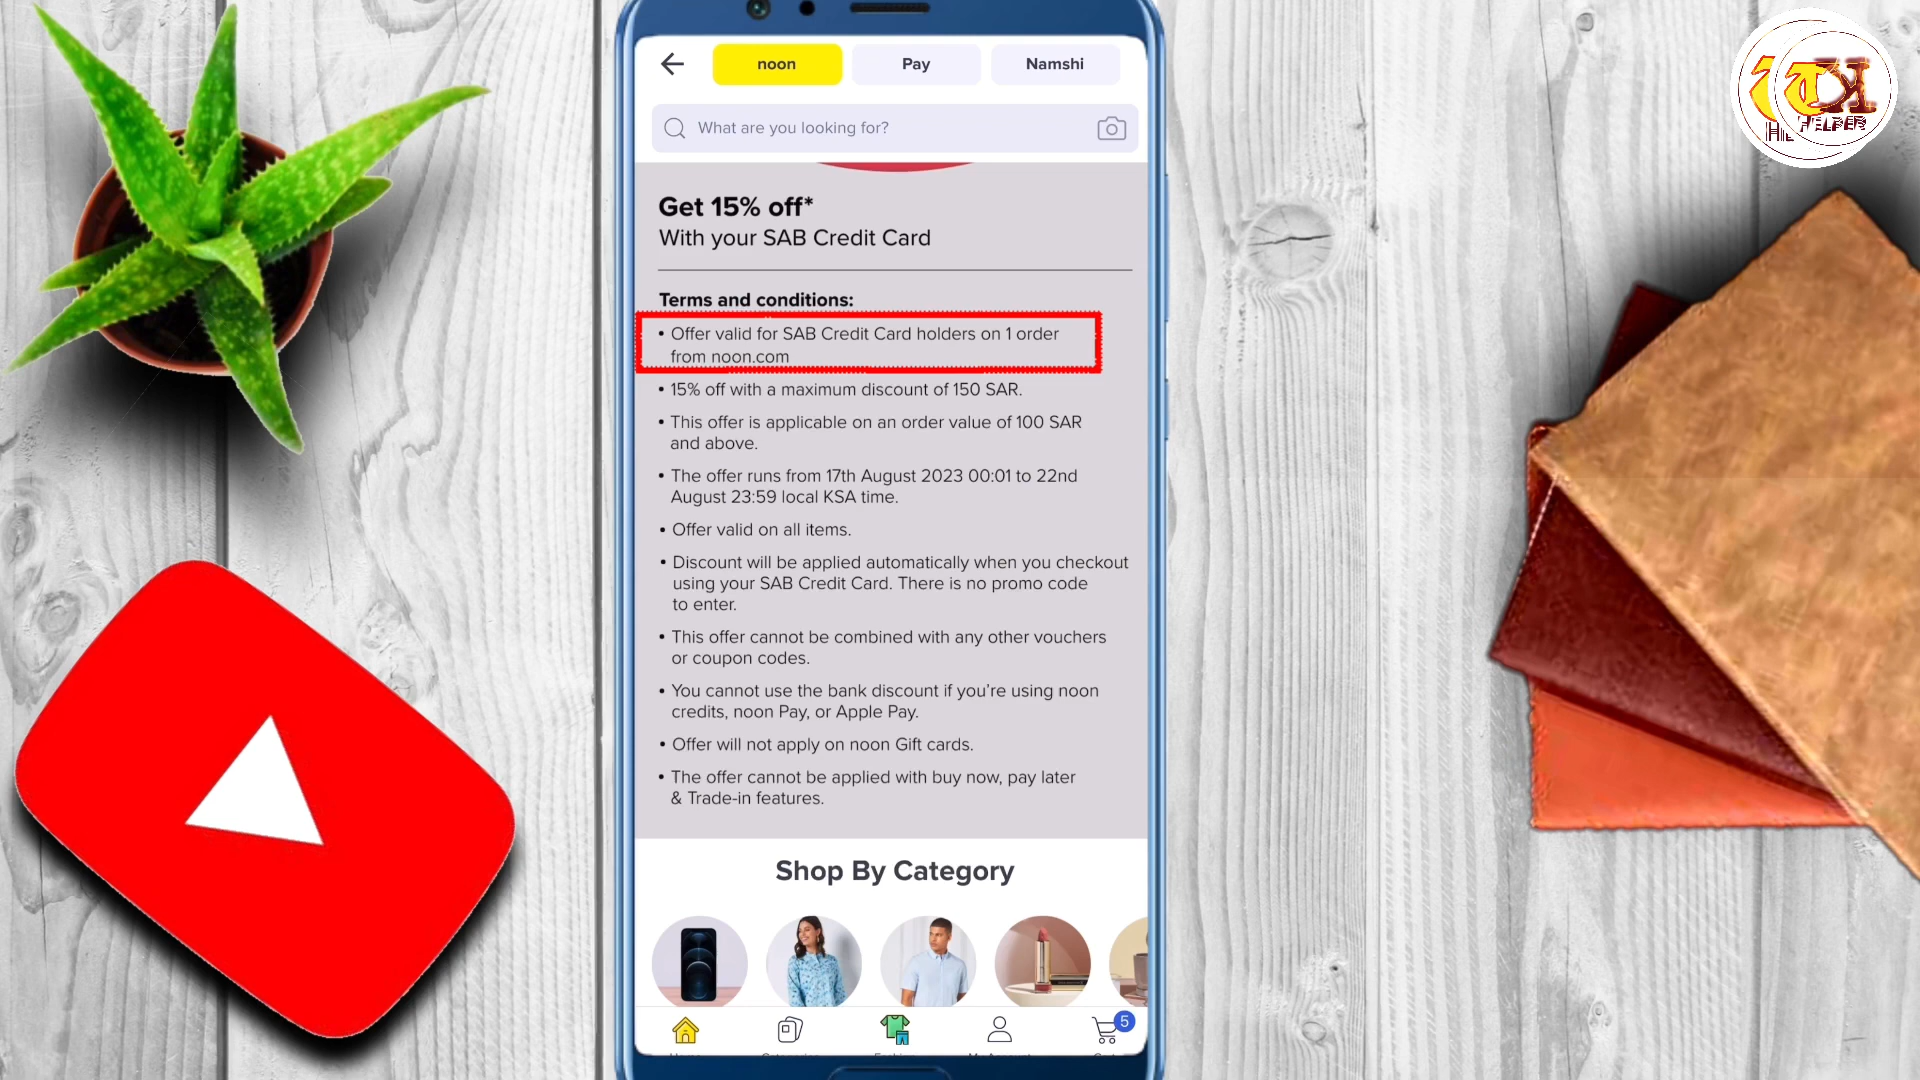 noon
Pay
Namshi
What are you looking for?
Get 15% off*
With your SAB Credit Card
Terms and conditions:
• Offer valid for SAB Credit Card holders on 1 order
from noon.com
• 15% off with a maximum discount of 150 SAR.
• This offer is applicable on an order value of 100 SAR
and above.
• The offer runs from 17th August 2023 00:01 to 22nd
August 23:59 local KSA time.
• Offer valid on all items.
• Discount will be applied automatically when you checkout
using your SAB Credit Card. There is no promo code
to enter.
• This offer cannot be combined with any other vouchers
or coupon codes.
• You cannot use the bank discount if you’re using noon
credits, noon Pay, or Apple Pay.
• Offer will not apply on noon Gift cards.
• The offer cannot be applied with buy now, pay later
& Trade-in features.
Shop By Category
5
HELPER